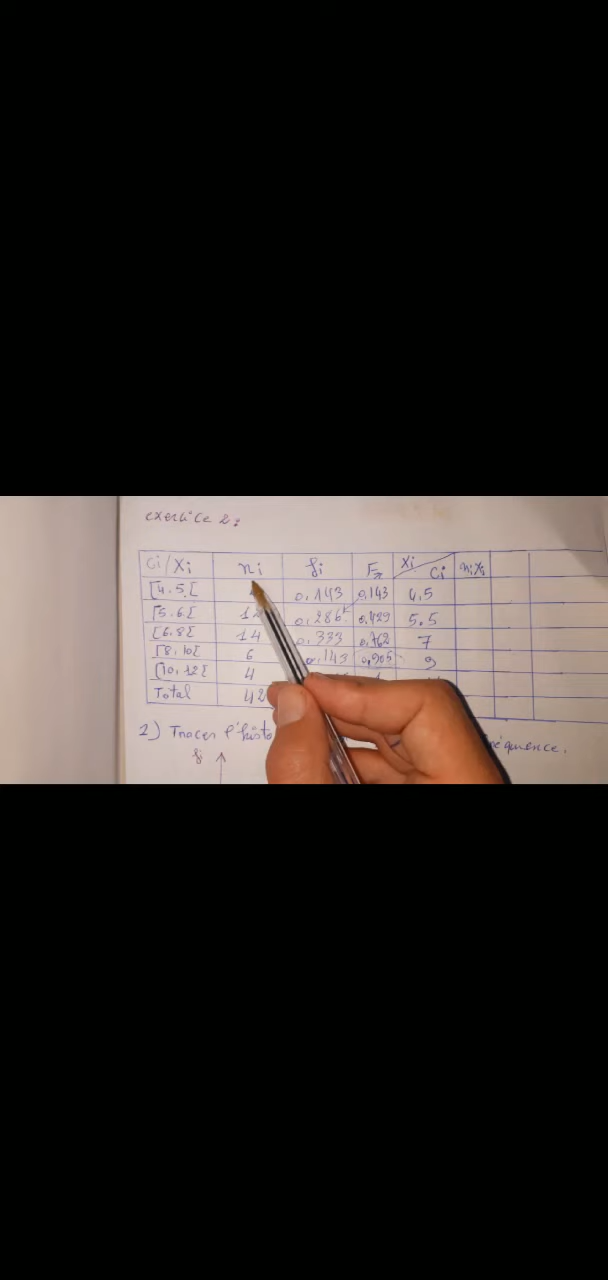 exercice 2:
Ci/Xi ni fi Fx Xi Ci niXi
[4.5.[ 0,143 0,143 4.5
[5.6.[ 0,286 0,429 5.5
[6.8[ 14 0,333 0,762 7
[8.10[ 6 0,143 0,905 9
[10.12[ 4
Total 42
2) Tracer l'histo
fi